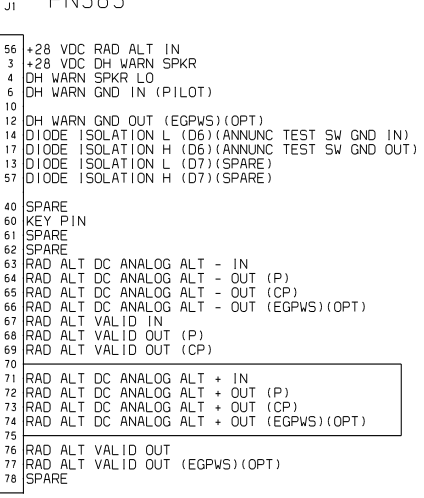 J1
56 +28 VDC RAD ALT IN
3 +28 VDC DH WARN SPKR
4 DH WARN SPKR LO
6 DH WARN GND IN (PILOT)
10
12 DH WARN GND OUT (EGPWS)(OPT)
14 DIODE ISOLATION L (D6)(ANNUNC TEST SW GND IN)
17 DIODE ISOLATION H (D6)(ANNUNC TEST SW GND OUT)
13 DIODE ISOLATION L (D7)(SPARE)
57 DIODE ISOLATION H (D7)(SPARE)
40 SPARE
60 KEY PIN
61 SPARE
62 SPARE
63 RAD ALT DC ANALOG ALT - IN
64 RAD ALT DC ANALOG ALT - OUT (P)
65 RAD ALT DC ANALOG ALT - OUT (CP)
66 RAD ALT DC ANALOG ALT - OUT (EGPWS)(OPT)
67 RAD ALT VALID IN
68 RAD ALT VALID OUT (P)
69 RAD ALT VALID OUT (CP)
70
71 RAD ALT DC ANALOG ALT + IN
72 RAD ALT DC ANALOG ALT + OUT (P)
73 RAD ALT DC ANALOG ALT + OUT (CP)
74 RAD ALT DC ANALOG ALT + OUT (EGPWS)(OPT)
75
76 RAD ALT VALID OUT
77 RAD ALT VALID OUT (EGPWS)(OPT)
78 SPARE